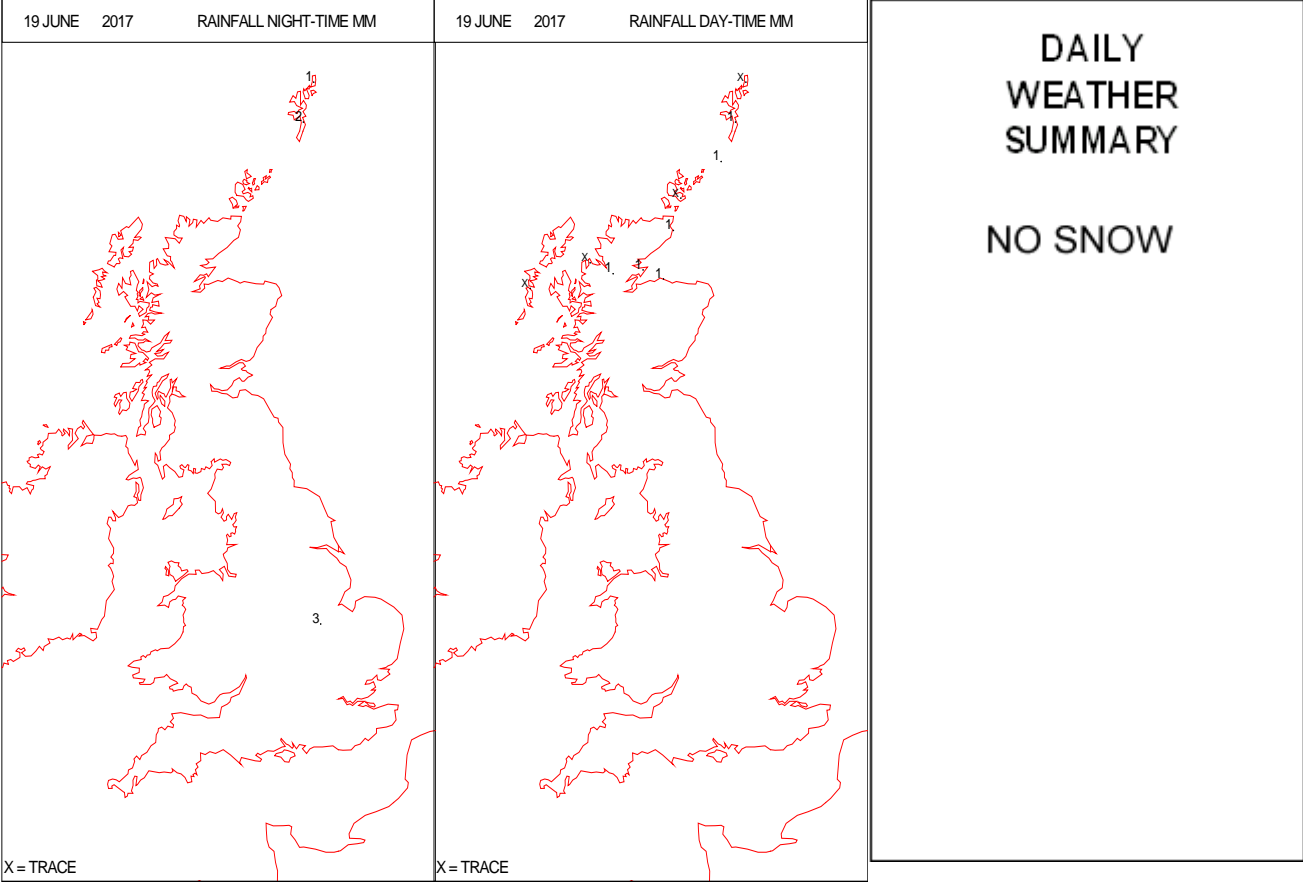 19 JUNE 2017 RAINFALL NIGHT-TIME MM
1
2.
3.
X = TRACE
19 JUNE 2017 RAINFALL DAY-TIME MM
x
1.
1.
x.
1.
x
1.
1.
1.
x.
X = TRACE
DAILY
WEATHER
SUMMARY
NO SNOW